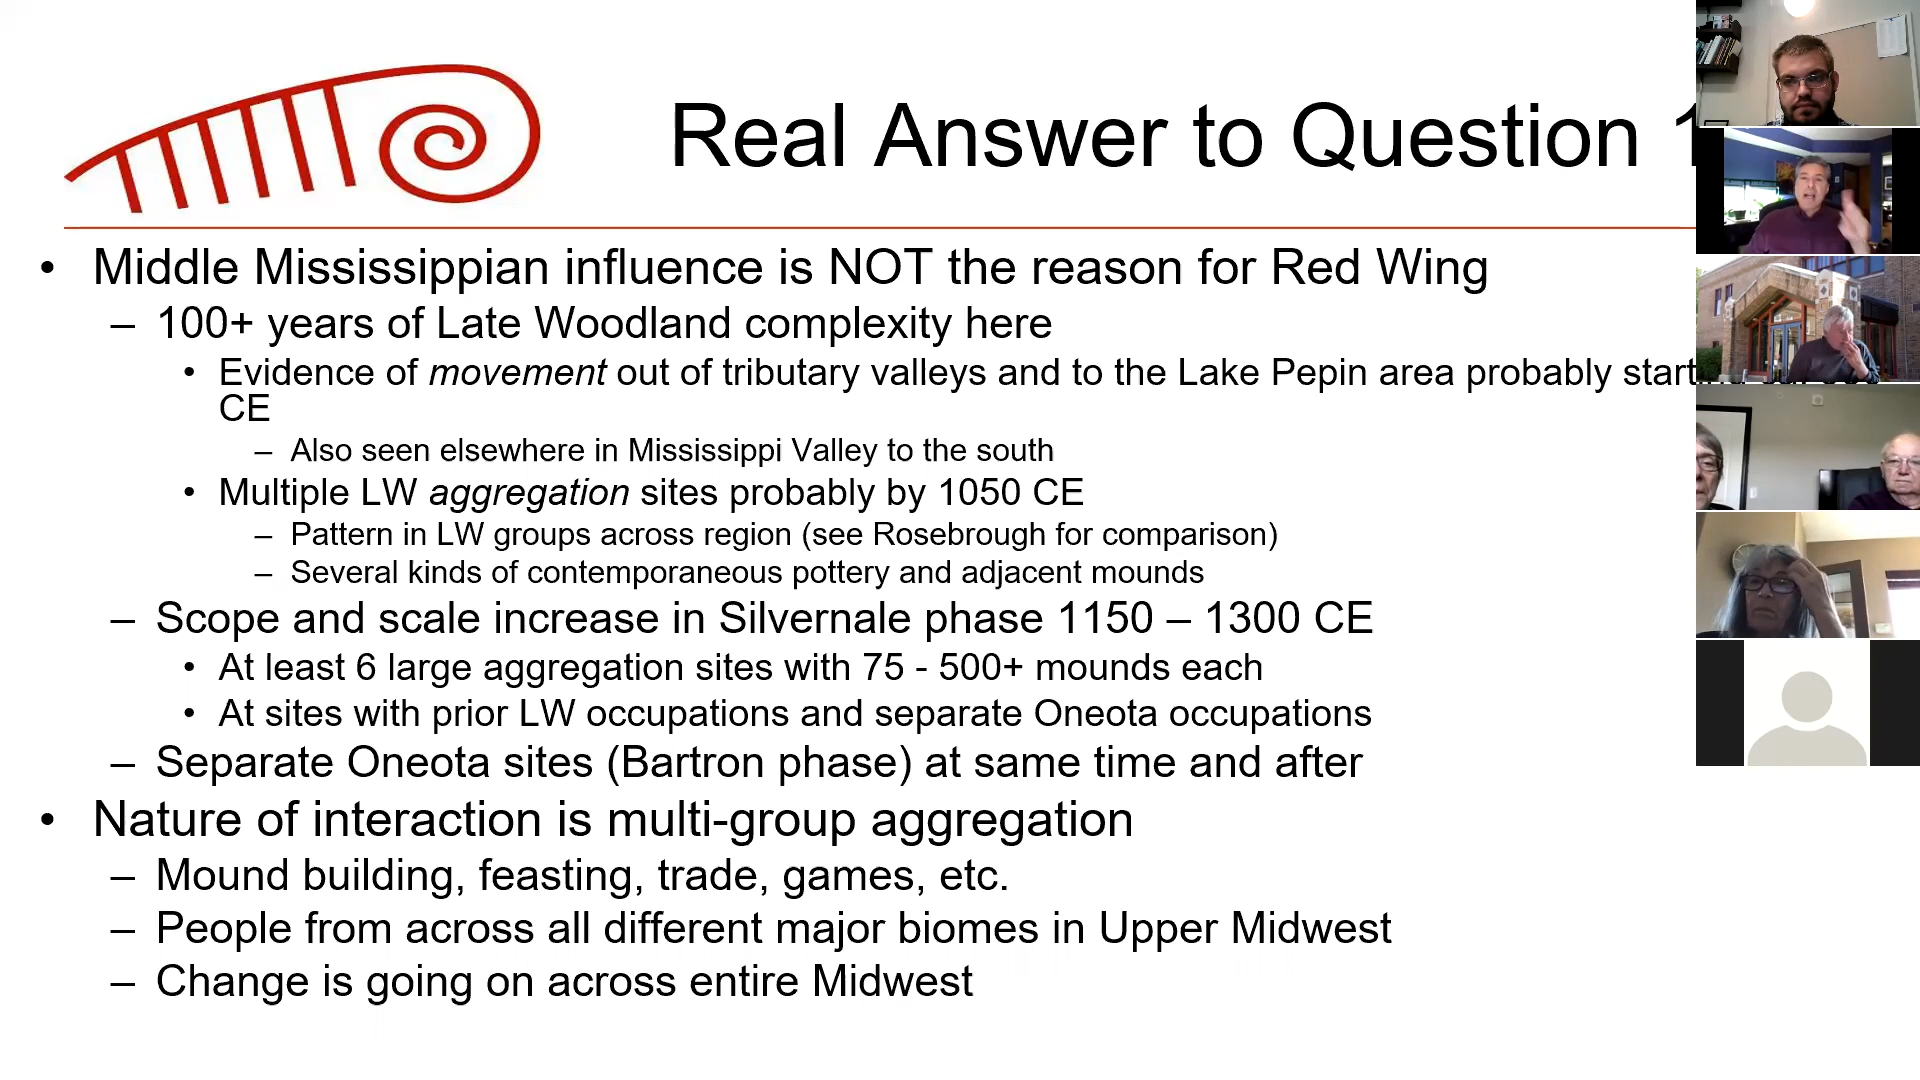 Real Answer to Question 1
• Middle Mississippian influence is NOT the reason for Red Wing
– 100+ years of Late Woodland complexity here
• Evidence of movement out of tributary valleys and to the Lake Pepin area probably
CE
– Also seen elsewhere in Mississippi Valley to the south
• Multiple LW aggregation sites probably by 1050 CE
– Pattern in LW groups across region (see Rosebrough for comparison)
– Several kinds of contemporaneous pottery and adjacent mounds
– Scope and scale increase in Silvernale phase 1150 – 1300 CE
• At least 6 large aggregation sites with 75 - 500+ mounds each
• At sites with prior LW occupations and separate Oneota occupations
– Separate Oneota sites (Bartron phase) at same time and after
• Nature of interaction is multi-group aggregation
– Mound building, feasting, trade, games, etc.
– People from across all different major biomes in Upper Midwest
– Change is going on across entire Midwest